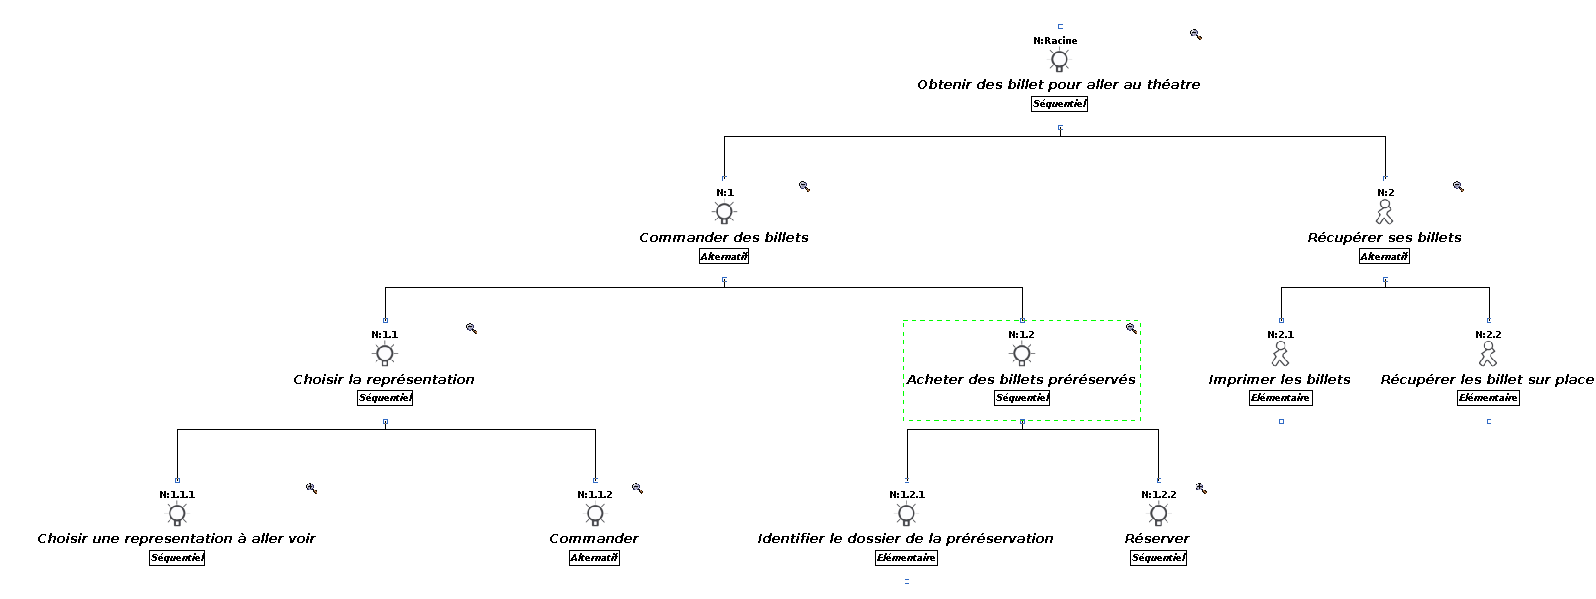 N:Racine
Obtenir des billet pour aller au théatre
Séquentiel
N:1
Commander des billets
Alternatif
N:2
Récupérer ses billets
Alternatif
N:1.1
Choisir la représentation
Séquentiel
N:1.2
Acheter des billets préréservés
Séquentiel
N:2.1
Imprimer les billets
Elémentaire
N:2.2
Récupérer les billet sur place
Elémentaire
N:1.1.1
Choisir une representation à aller voir
Séquentiel
N:1.1.2
Commander
Alternatif
N:1.2.1
Identifier le dossier de la préréservation
Elémentaire
N:1.2.2
Réserver
Séquentiel